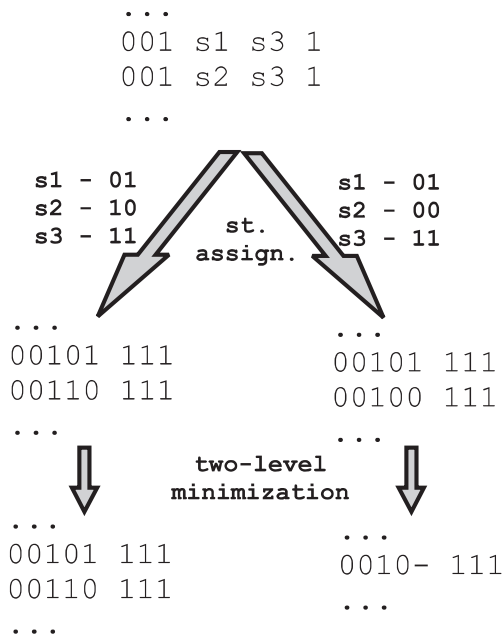 ...
001 s1 s3 1
001 s2 s3 1
...
s1 - 01
s2 - 10
s3 - 11
st.
assign.
s1 - 01
s2 - 00
s3 - 11
...
00101 111
00110 111
...
...
00101 111
00100 111
...
two-level
minimization
...
00101 111
00110 111
...
...
0010- 111
...